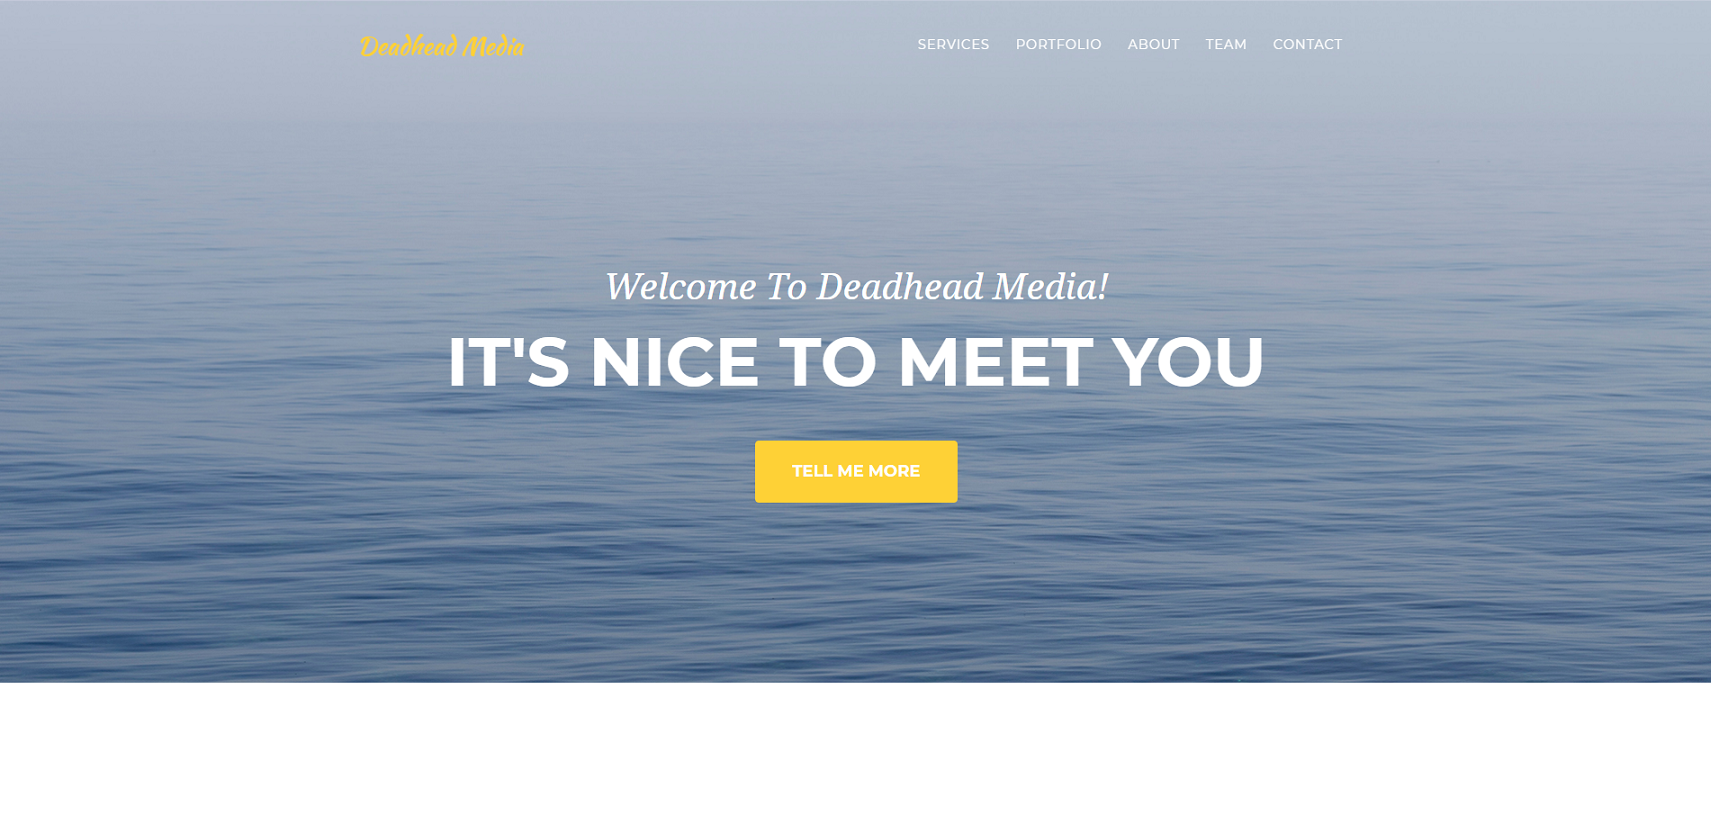 Deadhead Media
SERVICES PORTFOLIO ABOUT TEAM CONTACT
Welcome To Deadhead Media!
IT'S NICE TO MEET YOU
TELL ME MORE